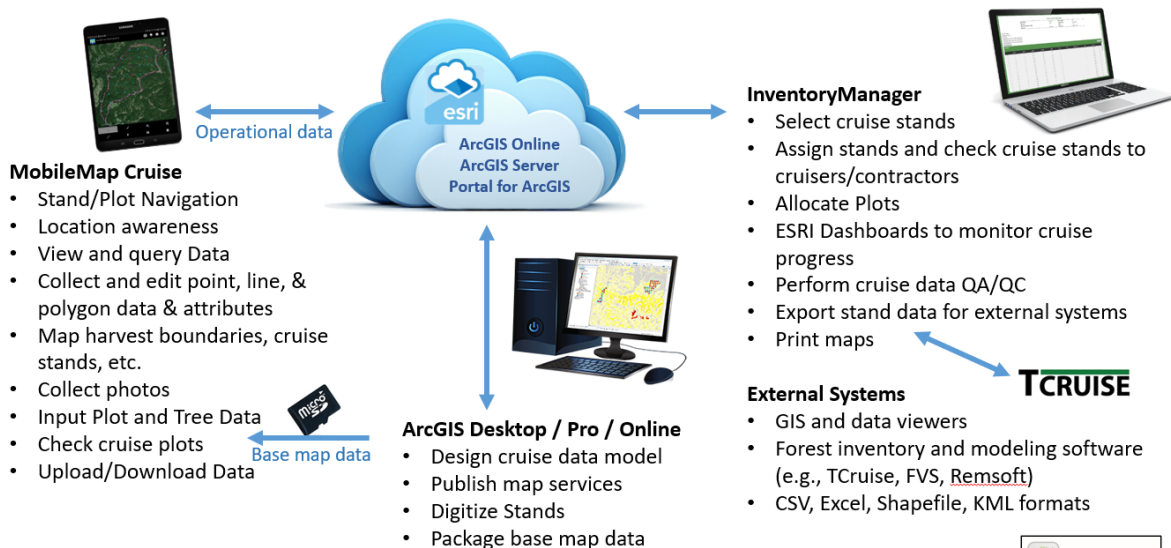 esri
ArcGIS Online
ArcGIS Server
Portal for ArcGIS
Operational data
MobileMap Cruise
• Stand/Plot Navigation
• Location awareness
• View and query Data
• Collect and edit point, line, &
polygon data & attributes
• Map harvest boundaries, cruise
stands, etc.
• Collect photos
• Input Plot and Tree Data
• Check cruise plots
• Upload/Download Data
micro SD
Base map data
ArcGIS Desktop / Pro / Online
• Design cruise data model
• Publish map services
• Digitize Stands
• Package base map data
InventoryManager
• Select cruise stands
• Assign stands and check cruise stands to
cruisers/contractors
• Allocate Plots
• ESRI Dashboards to monitor cruise
progress
• Perform cruise data QA/QC
• Export stand data for external systems
• Print maps
TCRUISE
External Systems
• GIS and data viewers
• Forest inventory and modeling software
(e.g., TCruise, FVS, Remsoft)
• CSV, Excel, Shapefile, KML formats